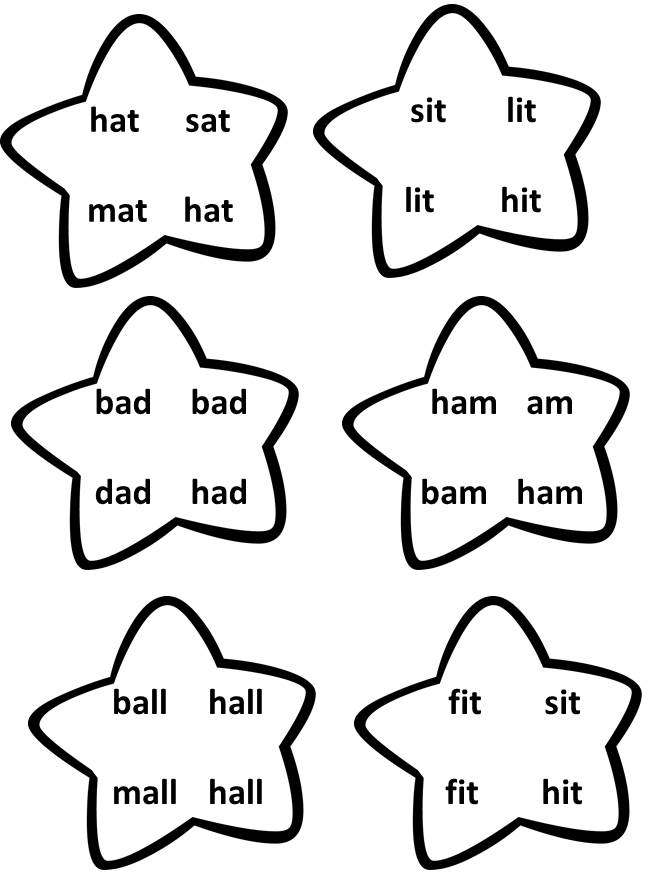 hat sat
mat hat
sit lit
lit hit
bad bad
dad had
ham am
bam ham
ball hall
mall hall
fit sit
fit hit